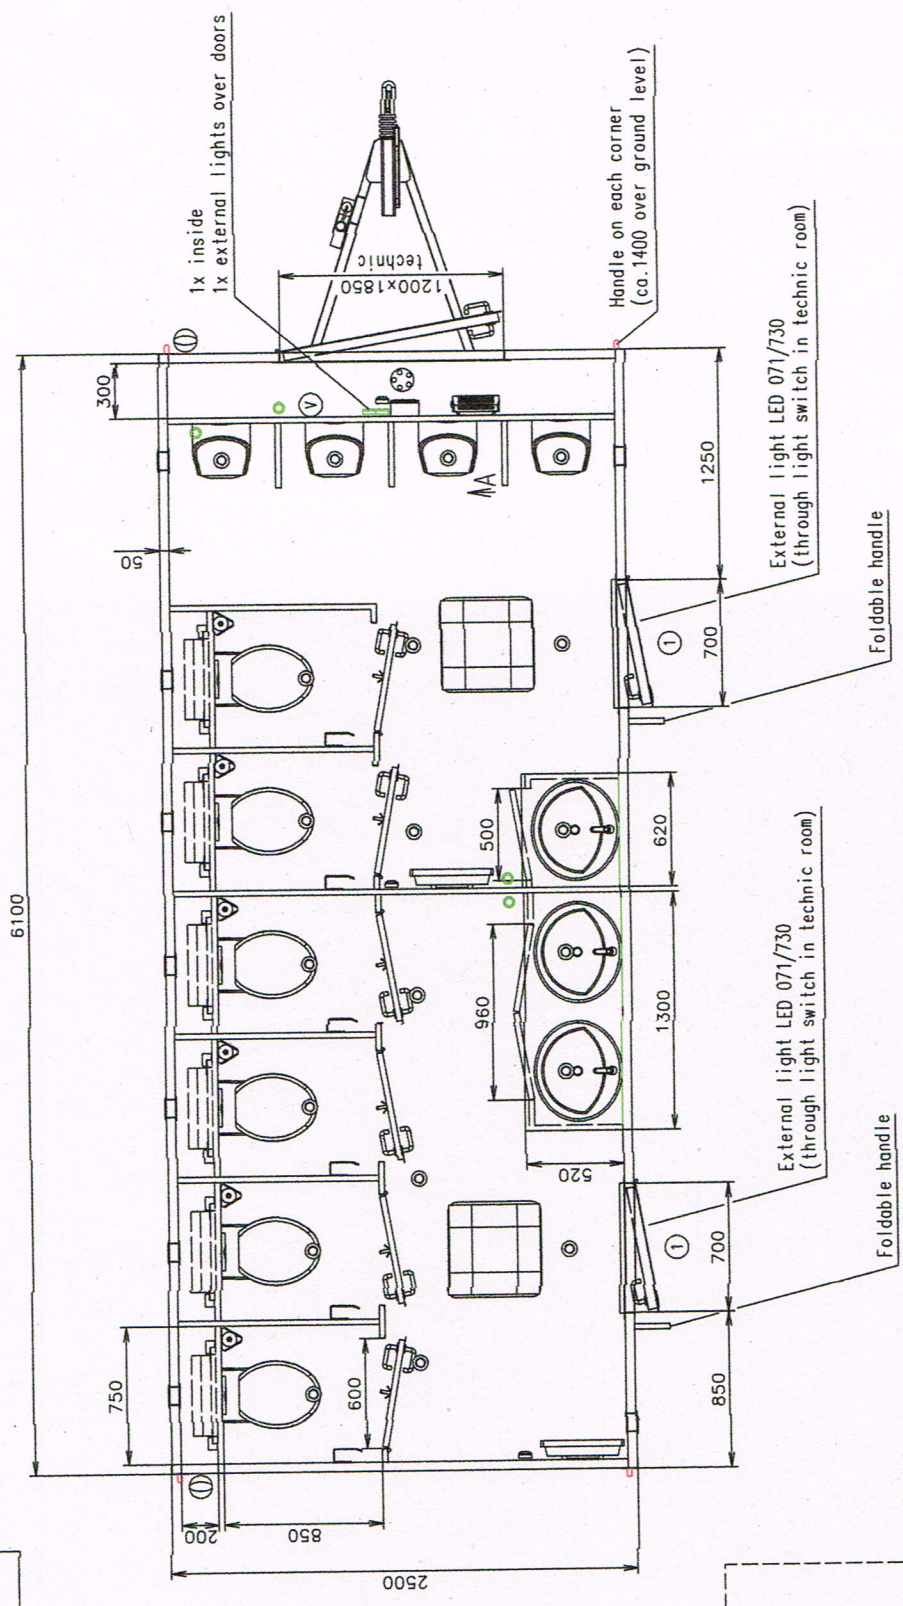 1x inside
1x external lights over doors
1200x1850
technic
Handle on each corner
(ca.1400 over ground level)
6100
300
V
50
A
1250
External light LED 071/730
(through light switch in technic room)
1
700
Foldable handle
500
620
960
1300
520
External light LED 071/730
(through light switch in technic room)
1
700
Foldable handle
750
600
850
200
850
2500